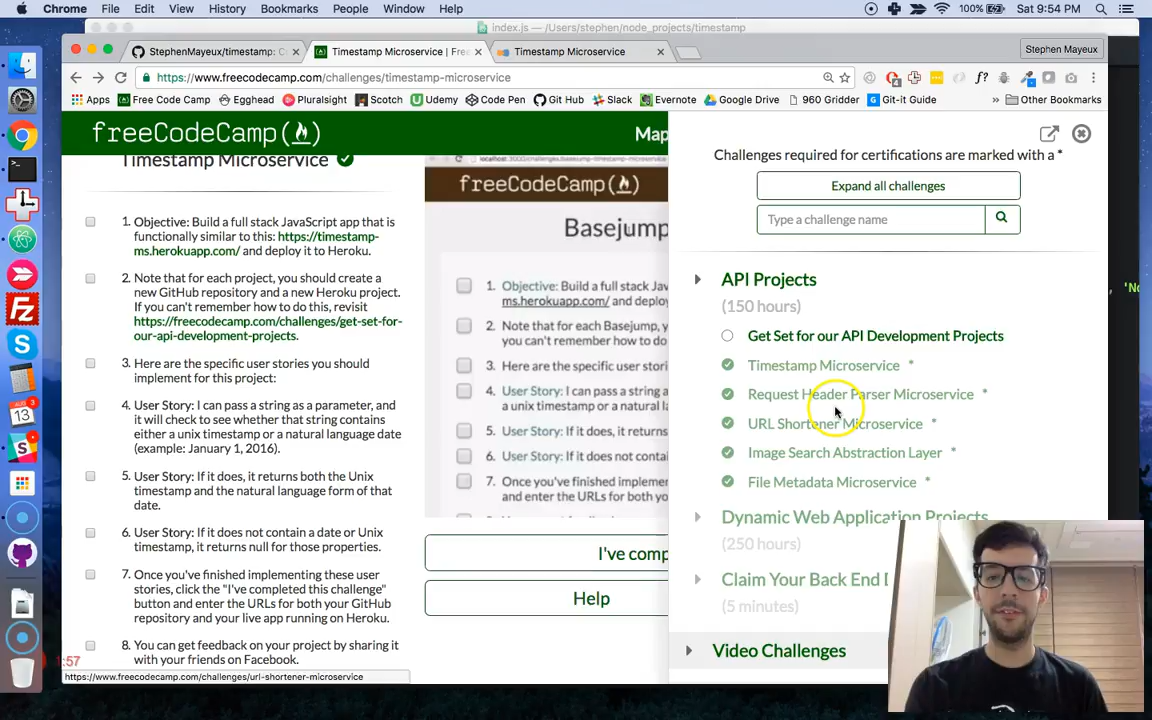 Chrome File Edit View History Bookmarks People Window Help
100% Sat 9:54 PM
index.js — /Users/stephen/node_projects/timestamp
StephenMayeux/timestamp: C
Timestamp Microservice | Free
Timestamp Microservice
Stephen Mayeux
https://www.freecodecamp.com/challenges/timestamp-microservice
f?
Apps Free Code Camp Egghead Pluralsight Scotch Udemy Code Pen Git Hub Slack Evernote Google Drive 960 Gridder Git-it Guide » Other Bookmarks
freeCodeCamp
Map
Timestamp Microservice
1. Objective: Build a full stack JavaScript app that is
functionally similar to this: https://timestamp-
ms.herokuapp.com/ and deploy it to Heroku.
2. Note that for each project, you should create a
new GitHub repository and a new Heroku project.
If you can't remember how to do this, revisit
https://freecodecamp.com/challenges/get-set-for-
our-api-development-projects.
3. Here are the specific user stories you should
implement for this project:
4. User Story: I can pass a string as a parameter, and
it will check to see whether that string contains
either a unix timestamp or a natural language date
(example: January 1, 2016).
5. User Story: If it does, it returns both the Unix
timestamp and the natural language form of that
date.
6. User Story: If it does not contain a date or Unix
timestamp, it returns null for those properties.
7. Once you've finished implementing these user
stories, click the "I've completed this challenge"
button and enter the URLs for both your GitHub
repository and your live app running on Heroku.
8. You can get feedback on your project by sharing it
with your friends on Facebook.
freeCodeCamp
Basejump
1. Objective: Build a full stack Java
ms.herokuapp.com/ and deploy
2. Note that for each Basejump, y
you can't remember how to do
3. Here are the specific user stori
4. User Story: I can pass a string a
a unix timestamp or a natural l
5. User Story: If it does, it returns
6. User Story: If it does not conta
7. Once you've finished implemen
and enter the URLs for both yo
I've comp
Help
Challenges required for certifications are marked with a *
Expand all challenges
Type a challenge name
API Projects
(150 hours)
Get Set for our API Development Projects
Timestamp Microservice *
Request Header Parser Microservice *
URL Shortener Microservice *
Image Search Abstraction Layer *
File Metadata Microservice *
Dynamic Web Application Projects
(250 hours)
Claim Your Back End
(5 minutes)
Video Challenges
, 'No
3
13
:57
https://www.freecodecamp.com/challenges/url-shortener-microservice